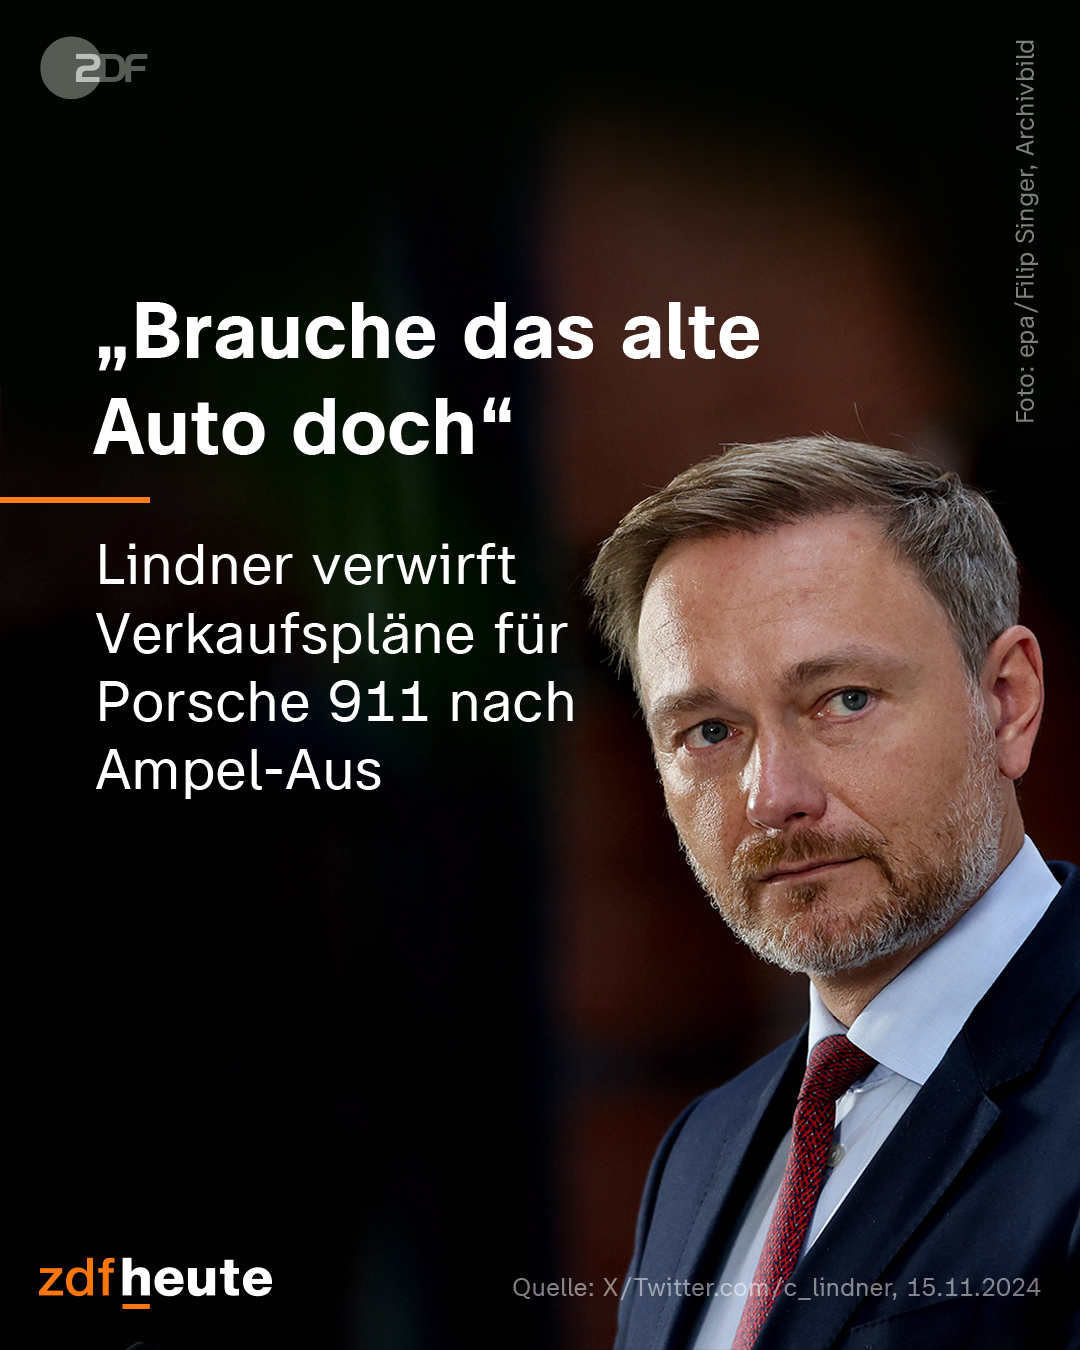 ZDF
Foto: epa/Filip Singer, Archivbild
„Brauche das alte
Auto doch“
Lindner verwirft
Verkaufspläne für
Porsche 911 nach
Ampel-Aus
zdfheute
Quelle: X/Twitter.com/c_lindner, 15.11.2024